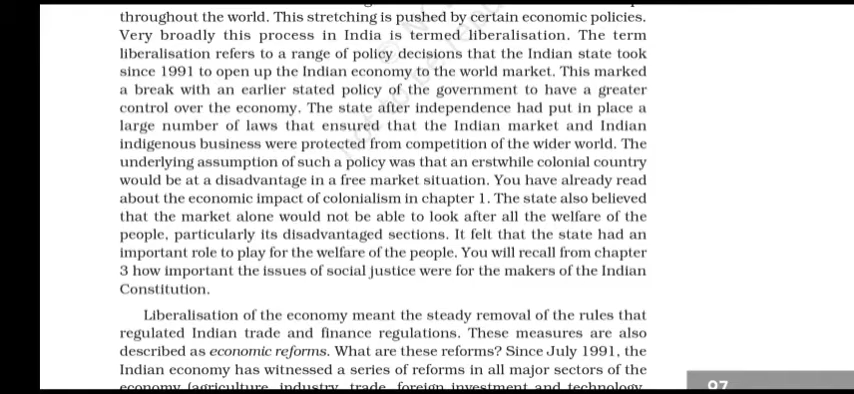 throughout the world. This stretching is pushed by certain economic policies.
Very broadly this process in India is termed liberalisation. The term
liberalisation refers to a range of policy decisions that the Indian state took
since 1991 to open up the Indian economy to the world market. This marked
a break with an earlier stated policy of the government to have a greater
control over the economy. The state after independence had put in place a
large number of laws that ensured that the Indian market and Indian
indigenous business were protected from competition of the wider world. The
underlying assumption of such a policy was that an erstwhile colonial country
would be at a disadvantage in a free market situation. You have already read
about the economic impact of colonialism in chapter 1. The state also believed
that the market alone would not be able to look after all the welfare of the
people, particularly its disadvantaged sections. It felt that the state had an
important role to play for the welfare of the people. You will recall from chapter
3 how important the issues of social justice were for the makers of the Indian
Constitution.
Liberalisation of the economy meant the steady removal of the rules that
regulated Indian trade and finance regulations. These measures are also
described as economic reforms. What are these reforms? Since July 1991, the
Indian economy has witnessed a series of reforms in all major sectors of the
economy (agriculture, industry, trade, foreign investment and technology,
97